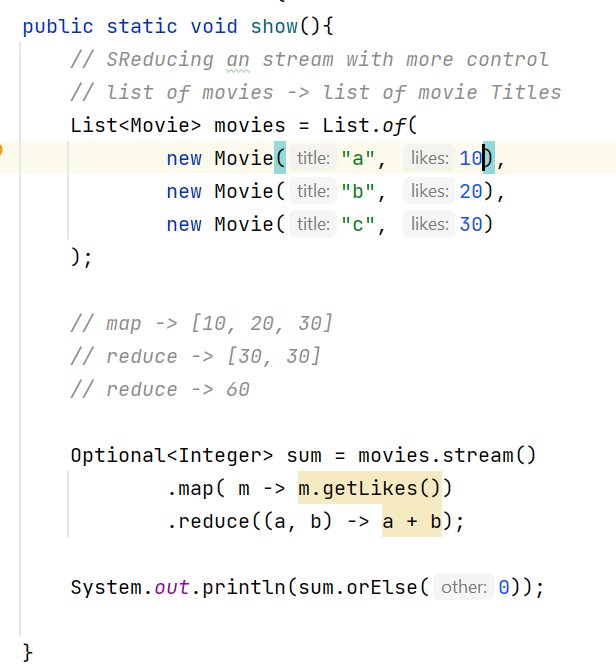 public static void show(){
// SReducing an stream with more control
// list of movies -> list of movie Titles
List<Movie> movies = List.of(
new Movie( title: "a", likes: 10),
new Movie( title: "b", likes: 20),
new Movie( title: "c", likes: 30)
);
// map -> [10, 20, 30]
// reduce -> [30, 30]
// reduce -> 60
Optional<Integer> sum = movies.stream()
.map( m -> m.getLikes())
.reduce((a, b) -> a + b);
System.out.println(sum.orElse( other: 0));
}